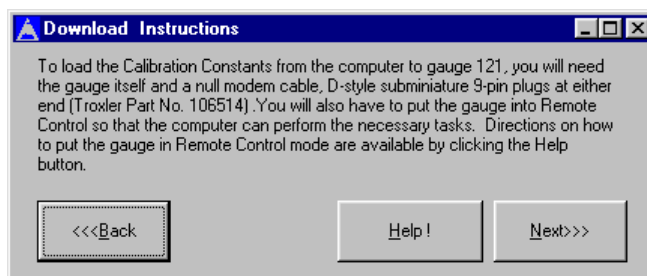 Download Instructions
To load the Calibration Constants from the computer to gauge 121, you will need
the gauge itself and a null modem cable, D-style subminiature 9-pin plugs at either
end (Troxler Part No. 106514) .You will also have to put the gauge into Remote
Control so that the computer can perform the necessary tasks.  Directions on how
to put the gauge in Remote Control mode are available by clicking the Help
button.
<<<Back
Help !
Next>>>